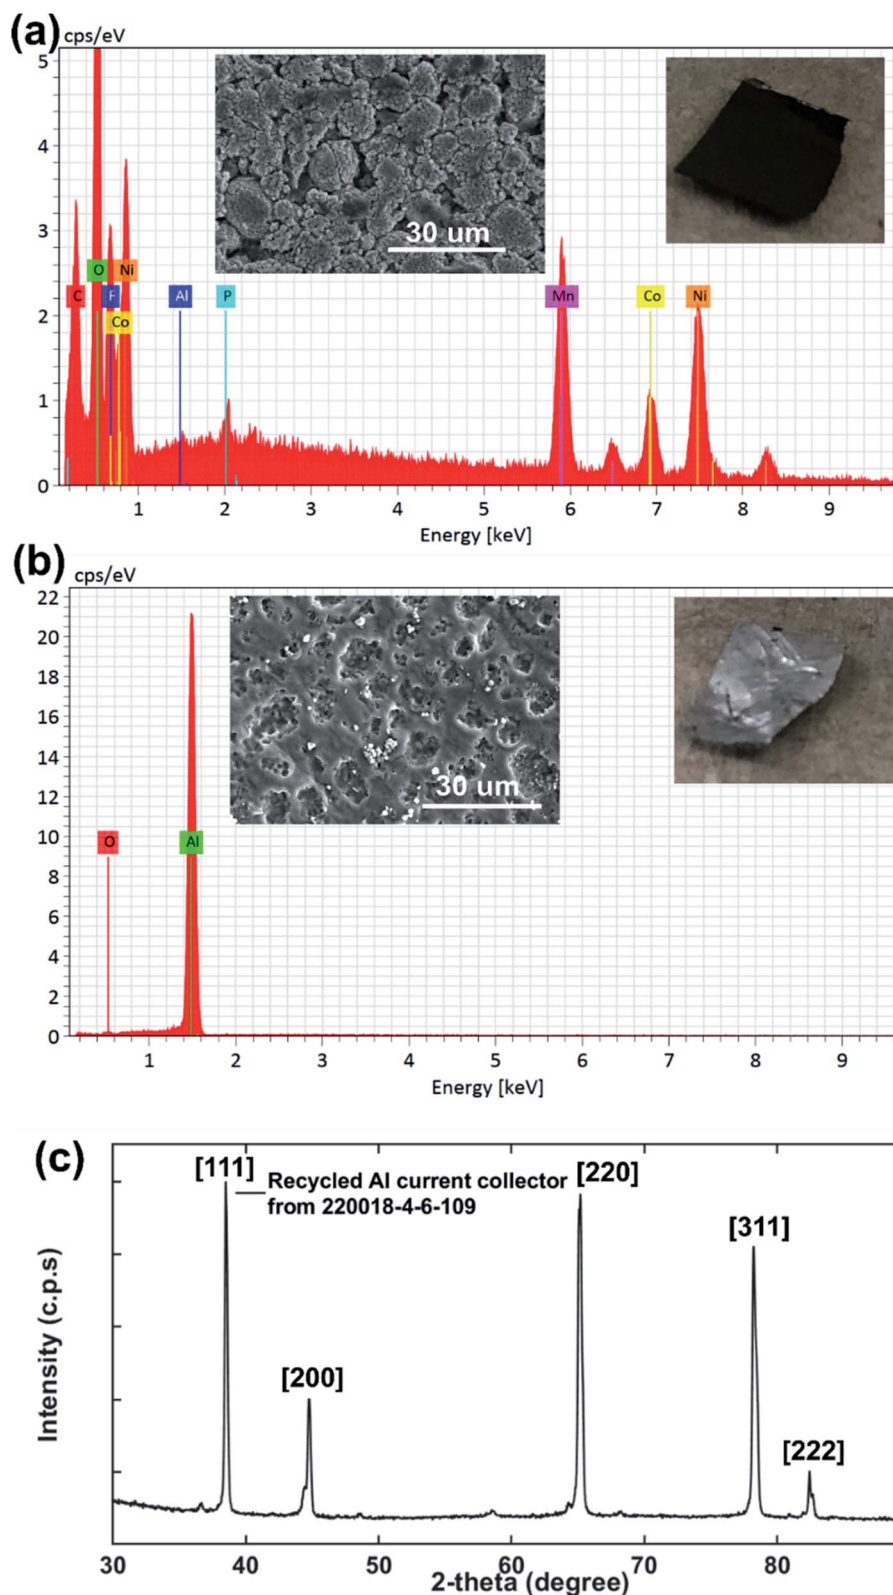 (a)
cps/eV
5
4
3
2
1
0
30 um
C
O
F
Ni
Co
Al
P
Mn
Co
Ni
1 2 3 4 5 6 7 8 9
Energy [keV]
(b)
cps/eV
22
20
18
16
14
12
10
8
6
4
2
0
30 um
O
Al
1 2 3 4 5 6 7 8 9
Energy [keV]
(c)
[111]
Recycled Al current collector
from 220018-4-6-109
[220]
[311]
[200]
[222]
Intensity (c.p.s)
30 40 50 60 70 80
2-theta (degree)